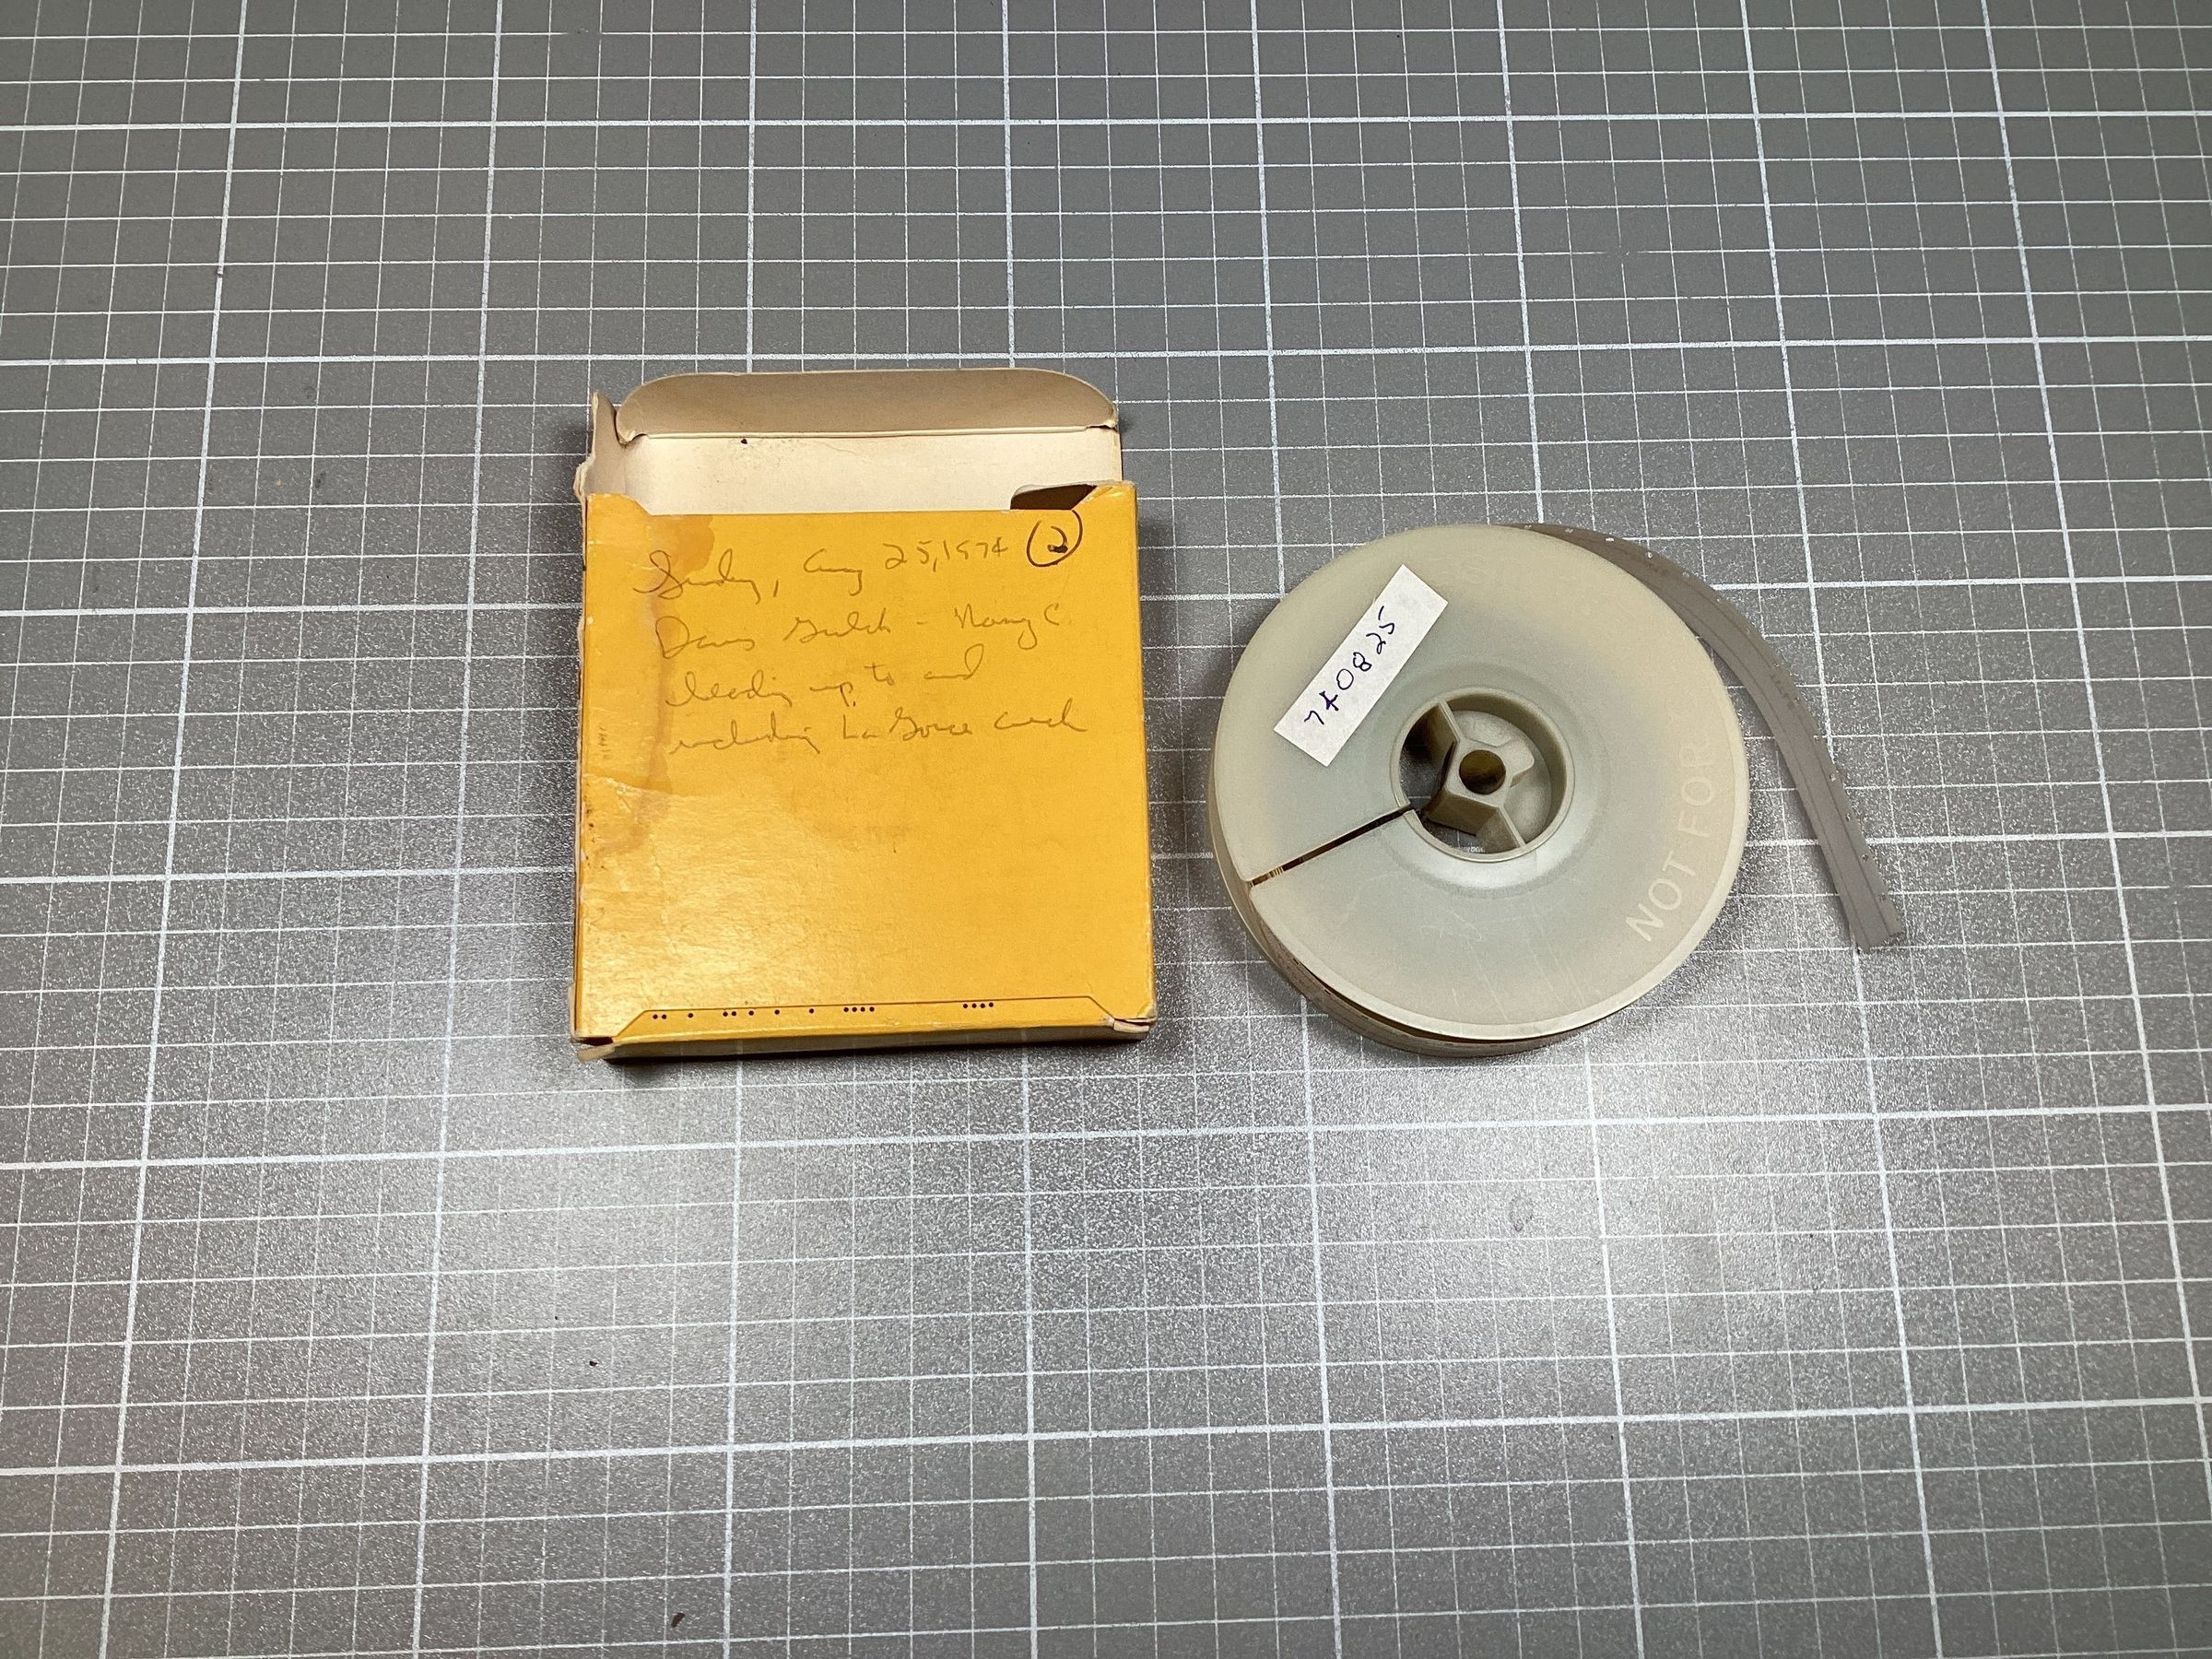 Sunday, Aug 25, 1974 2
Davis Gulch - Nancy C
leading up to and
including La Gorce arch
740825
NOT FOR